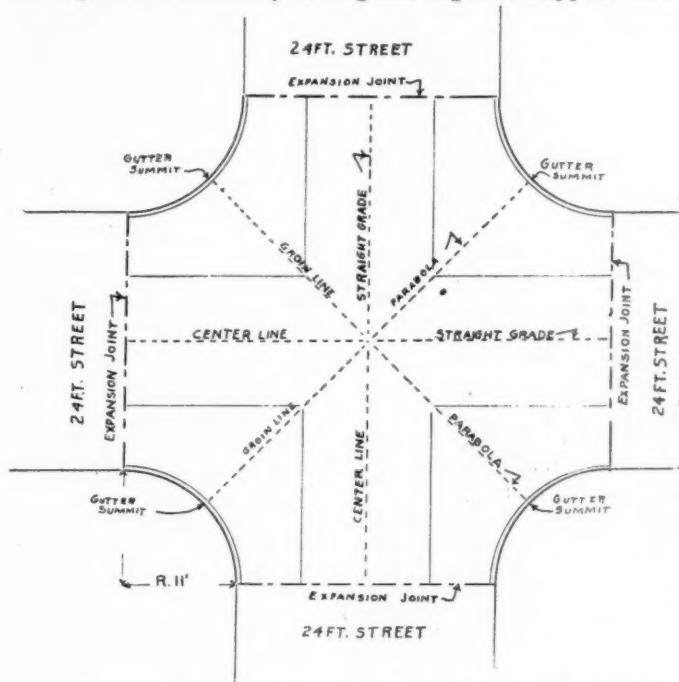 24FT. STREET
EXPANSION JOINT
GUTTER
SUMMIT
GUTTER
SUMMIT
STRAIGHT GRADE
GROIN LINE
PARABOLA
24FT. STREET
EXPANSION JOINT
CENTER LINE
STRAIGHT GRADE
EXPANSION JOINT
24FT. STREET
GROIN LINE
CENTER LINE
PARABOLA
GUTTER
SUMMIT
GUTTER
SUMMIT
R. 11'
EXPANSION JOINT
24FT. STREET